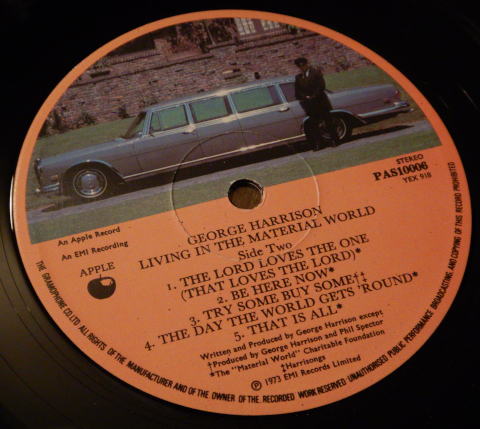 STEREO
PAS10006
YEX 918
An Apple Record
An EMI Recording
APPLE
GEORGE HARRISON
LIVING IN THE MATERIAL WORLD
Side Two
1. THE LORD LOVES THE ONE
(THAT LOVES THE LORD)*
2. BE HERE NOW*
3. TRY SOME BUY SOME†‡
4. THE DAY THE WORLD GETS 'ROUND*
5. THAT IS ALL*
Written and Produced by George Harrison except
†Produced by George Harrison and Phil Spector
*The "Material World" Charitable Foundation
‡Harrisongs
Ⓟ 1973 EMI Records Limited
THE GRAMOPHONE CO.LTD ALL RIGHTS OF THE MANUFACTURER AND OF THE OWNER OF THE RECORDED WORK RESERVED UNAUTHORISED PUBLIC PERFORMANCE BROADCASTING AND COPYING OF THIS RECORD PROHIBITED